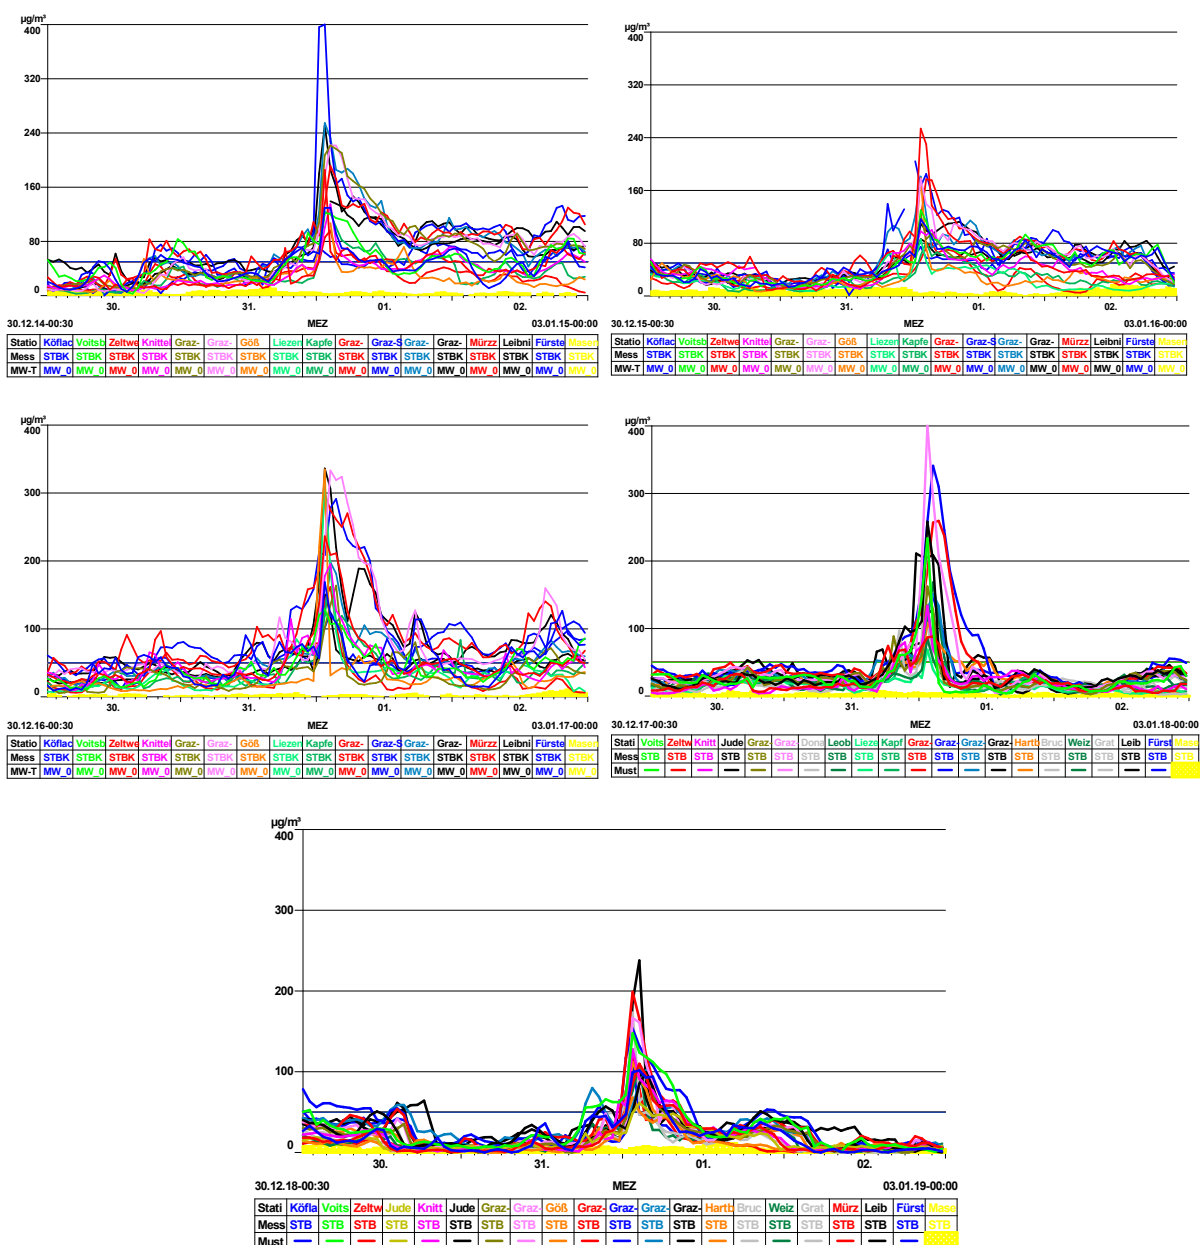 µg/m³
400
320
240
160
80
0
30. 31. 01. 02.
30.12.14-00:30 MEZ 03.01.15-00:00
Statio Köflac Voitsb Zeltwe Knittel Graz- Graz- Göß Liezen Kapfe Graz- Graz-S Graz- Graz- Mürzz Leibni Fürste
Mess STBK STBK STBK STBK STBK STBK STBK STBK STBK STBK STBK STBK STBK STBK STBK STBK STBK
MW-T MW_0 MW_0 MW_0 MW_0 MW_0 MW_0 MW_0 MW_0 MW_0 MW_0 MW_0 MW_0 MW_0 MW_0 MW_0 MW_0 MW_0
µg/m³
400
320
240
160
80
0
30. 31. 01. 02.
30.12.15-00:30 MEZ 03.01.16-00:00
Statio Köflac Voitsb Zeltwe Knittel Graz- Graz- Göß Liezen Kapfe Graz- Graz-S Graz- Graz- Mürzz Leibni Fürste
Mess STBK STBK STBK STBK STBK STBK STBK STBK STBK STBK STBK STBK STBK STBK STBK STBK STBK
MW-T MW_0 MW_0 MW_0 MW_0 MW_0 MW_0 MW_0 MW_0 MW_0 MW_0 MW_0 MW_0 MW_0 MW_0 MW_0 MW_0 MW_0
µg/m³
400
300
200
100
0
30. 31. 01. 02.
30.12.16-00:30 MEZ 03.01.17-00:00
Statio Köflac Voitsb Zeltwe Knittel Graz- Graz- Göß Liezen Kapfe Graz- Graz-S Graz- Graz- Mürzz Leibni Fürste
Mess STBK STBK STBK STBK STBK STBK STBK STBK STBK STBK STBK STBK STBK STBK STBK STBK STBK
MW-T MW_0 MW_0 MW_0 MW_0 MW_0 MW_0 MW_0 MW_0 MW_0 MW_0 MW_0 MW_0 MW_0 MW_0 MW_0 MW_0 MW_0
µg/m³
400
300
200
100
0
30. 31. 01. 02.
30.12.17-00:30 MEZ 03.01.18-00:00
Stati Voits Zeltw Knitt Jude Graz- Graz- Dona Leob Lieze Kapf Graz- Graz- Graz- Graz- Hartb Bruc Weiz Grat Leib Fürst
Mess STB STB STB STB STB STB STB STB STB STB STB STB STB STB STB STB STB STB STB STB STB
Must
µg/m³
400
300
200
100
0
30. 31. 01. 02.
30.12.18-00:30 MEZ 03.01.19-00:00
Stati Köfla Voits Zeltw Jude Knitt Jude Graz- Graz- Göß Graz- Graz- Graz- Graz- Hartb Bruc Weiz Grat Mürz Leib Fürst
Mess STB STB STB STB STB STB STB STB STB STB STB STB STB STB STB STB STB STB STB STB STB
Must